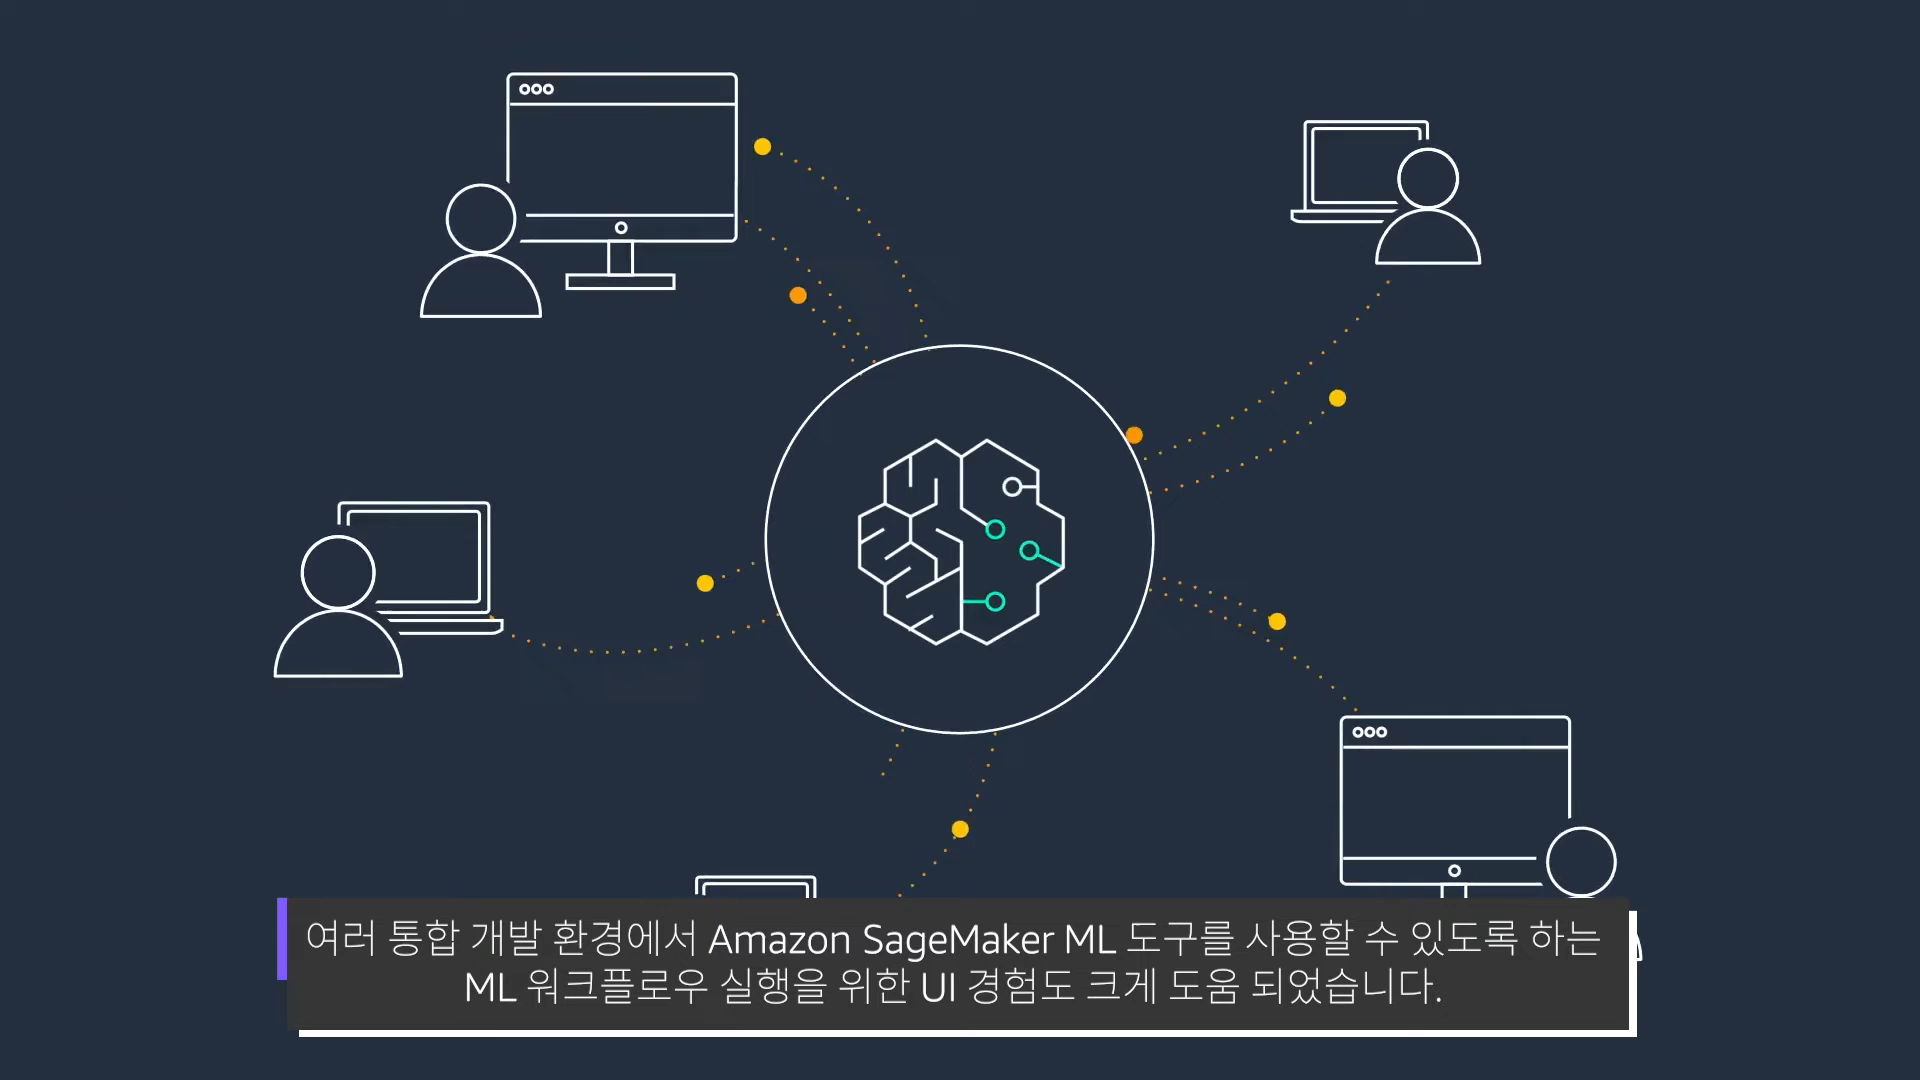 여러 통합 개발 환경에서 Amazon SageMaker ML 도구를 사용할 수 있도록 하는
ML 워크플로우 실행을 위한 UI 경험도 크게 도움 되었습니다.